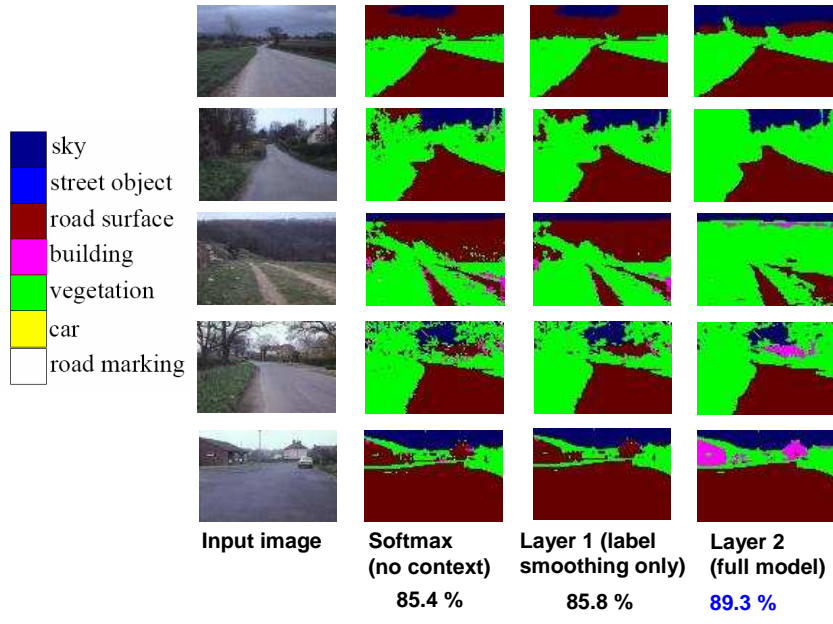 sky
street object
road surface
building
vegetation
car
road marking
Input image
Softmax
(no context)
85.4 %
Layer 1 (label
smoothing only)
85.8 %
Layer 2
(full model)
89.3 %